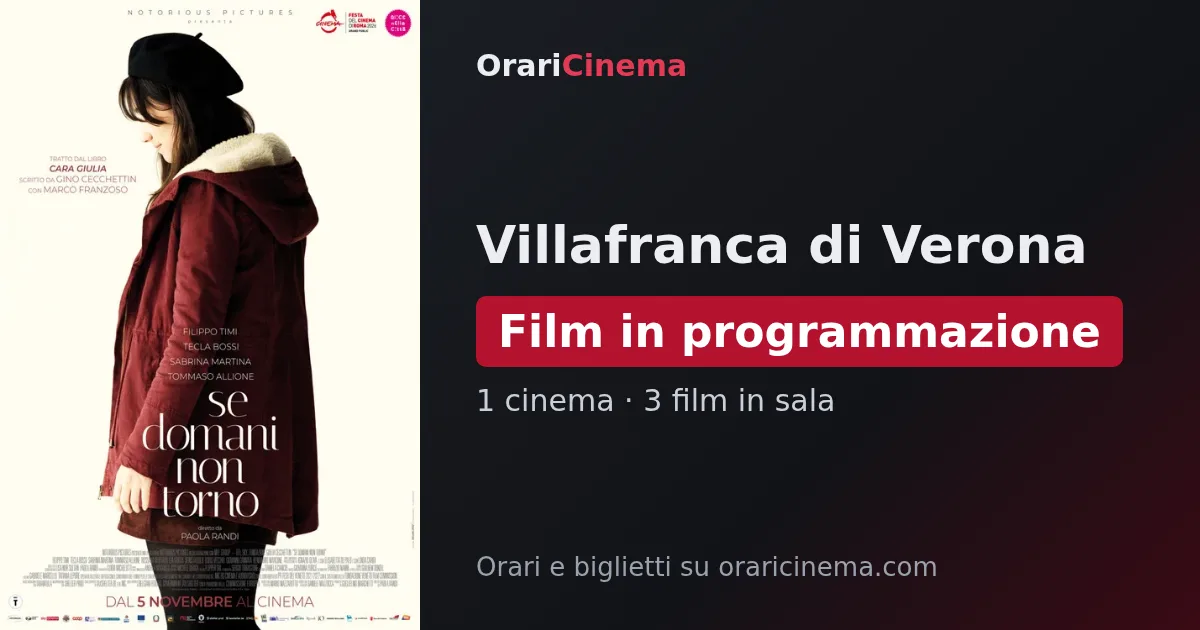 NOTORIOUS PICTURES
presenta
FESTA
DEL CINEMA
DI ROMA 2026
TRATTO DAL LIBRO
CARA GIULIA
SCRITTO DA GINO CECCHETTIN
CON MARCO FRANZOSO
FILIPPO TIMI
TECLA BOSSI
SABRINA MARTINA
TOMMASO ALLIONE
se
domani
non
torno
diretto da
PAOLA RANDI
DAL 5 NOVEMBRE AL CINEMA
OrariCinema
Villafranca di Verona
Film in programmazione
1 cinema · 3 film in sala
Orari e biglietti su oraricinema.com